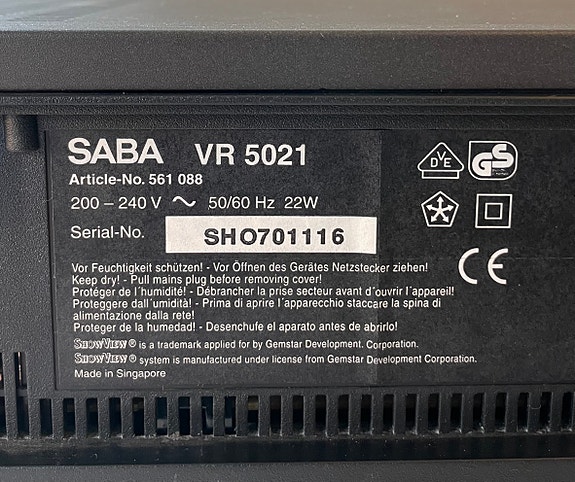 SABA VR 5021
Article-No. 561 088
200 – 240 V ~ 50/60 Hz 22W
Serial-No. SHO701116
DVE
GS
CE
Vor Feuchtigkeit schützen! - Vor Öffnen des Gerätes Netzstecker ziehen!
Keep dry! - Pull mains plug before removing cover!
Protéger de l´humidité! - Débrancher la prise secteur avant d´ouvrir l´appareil!
Proteggere dall´umidità! - Prima di aprire l´apparecchio staccare la spina di
alimentazione dalla rete!
Proteger de la humedad! - Desenchufe el aparato antes de abrirlo!
SHOWVIEW ® is a trademark applied for by Gemstar Development. Corporation.
SHOWVIEW ® system is manufactured under license from Gemstar Development Corporation.
Made in Singapore